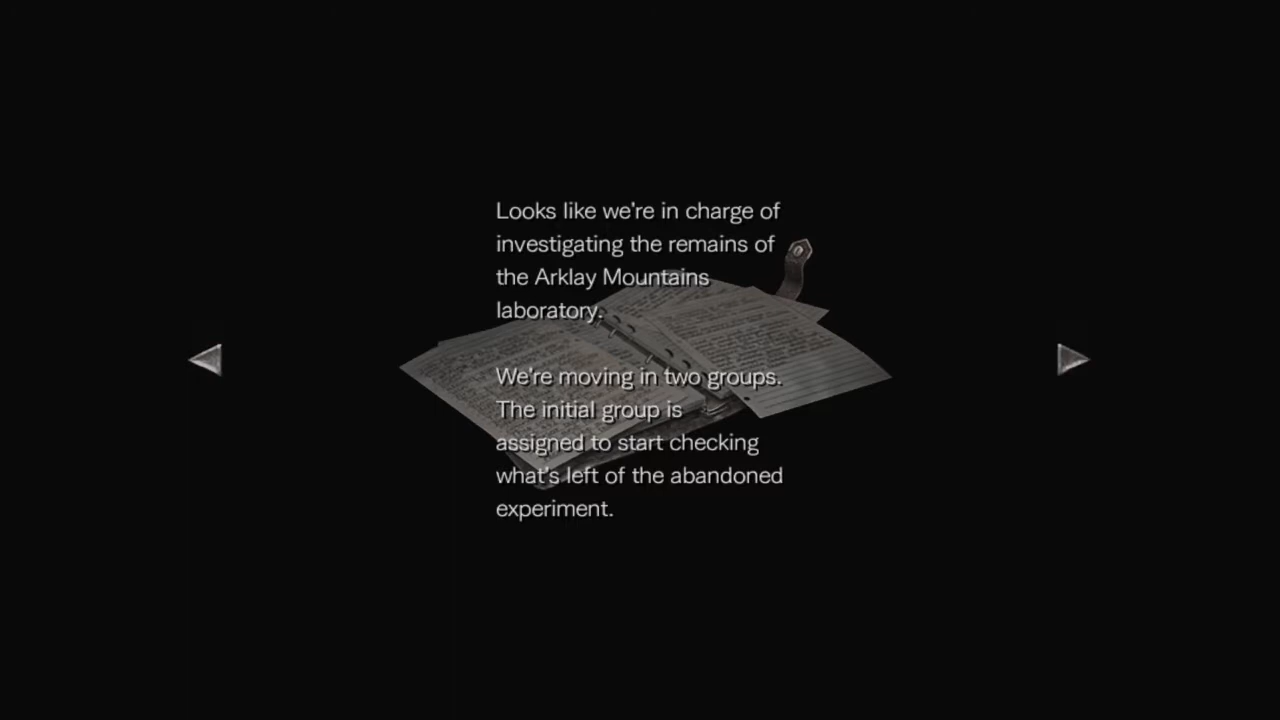 Looks like we're in charge of
investigating the remains of
the Arklay Mountains
laboratory.
We're moving in two groups.
The initial group is
assigned to start checking
what's left of the abandoned
experiment.